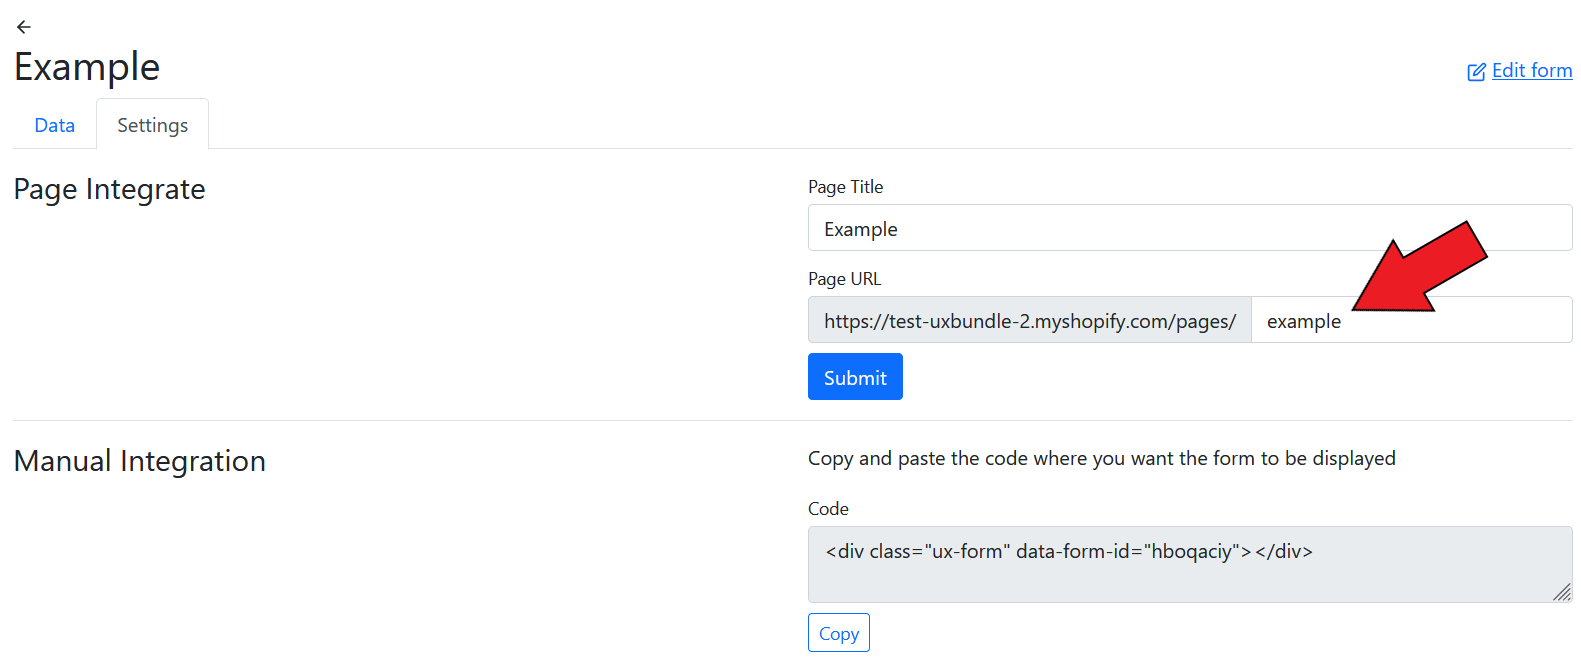 Example
Edit form
Data
Settings
Page Integrate
Page Title
Example
Page URL
https://test-uxbundle-2.myshopify.com/pages/ example
Submit
Manual Integration
Copy and paste the code where you want the form to be displayed
Code
<div class="ux-form" data-form-id="hboqaciy"></div>
Copy